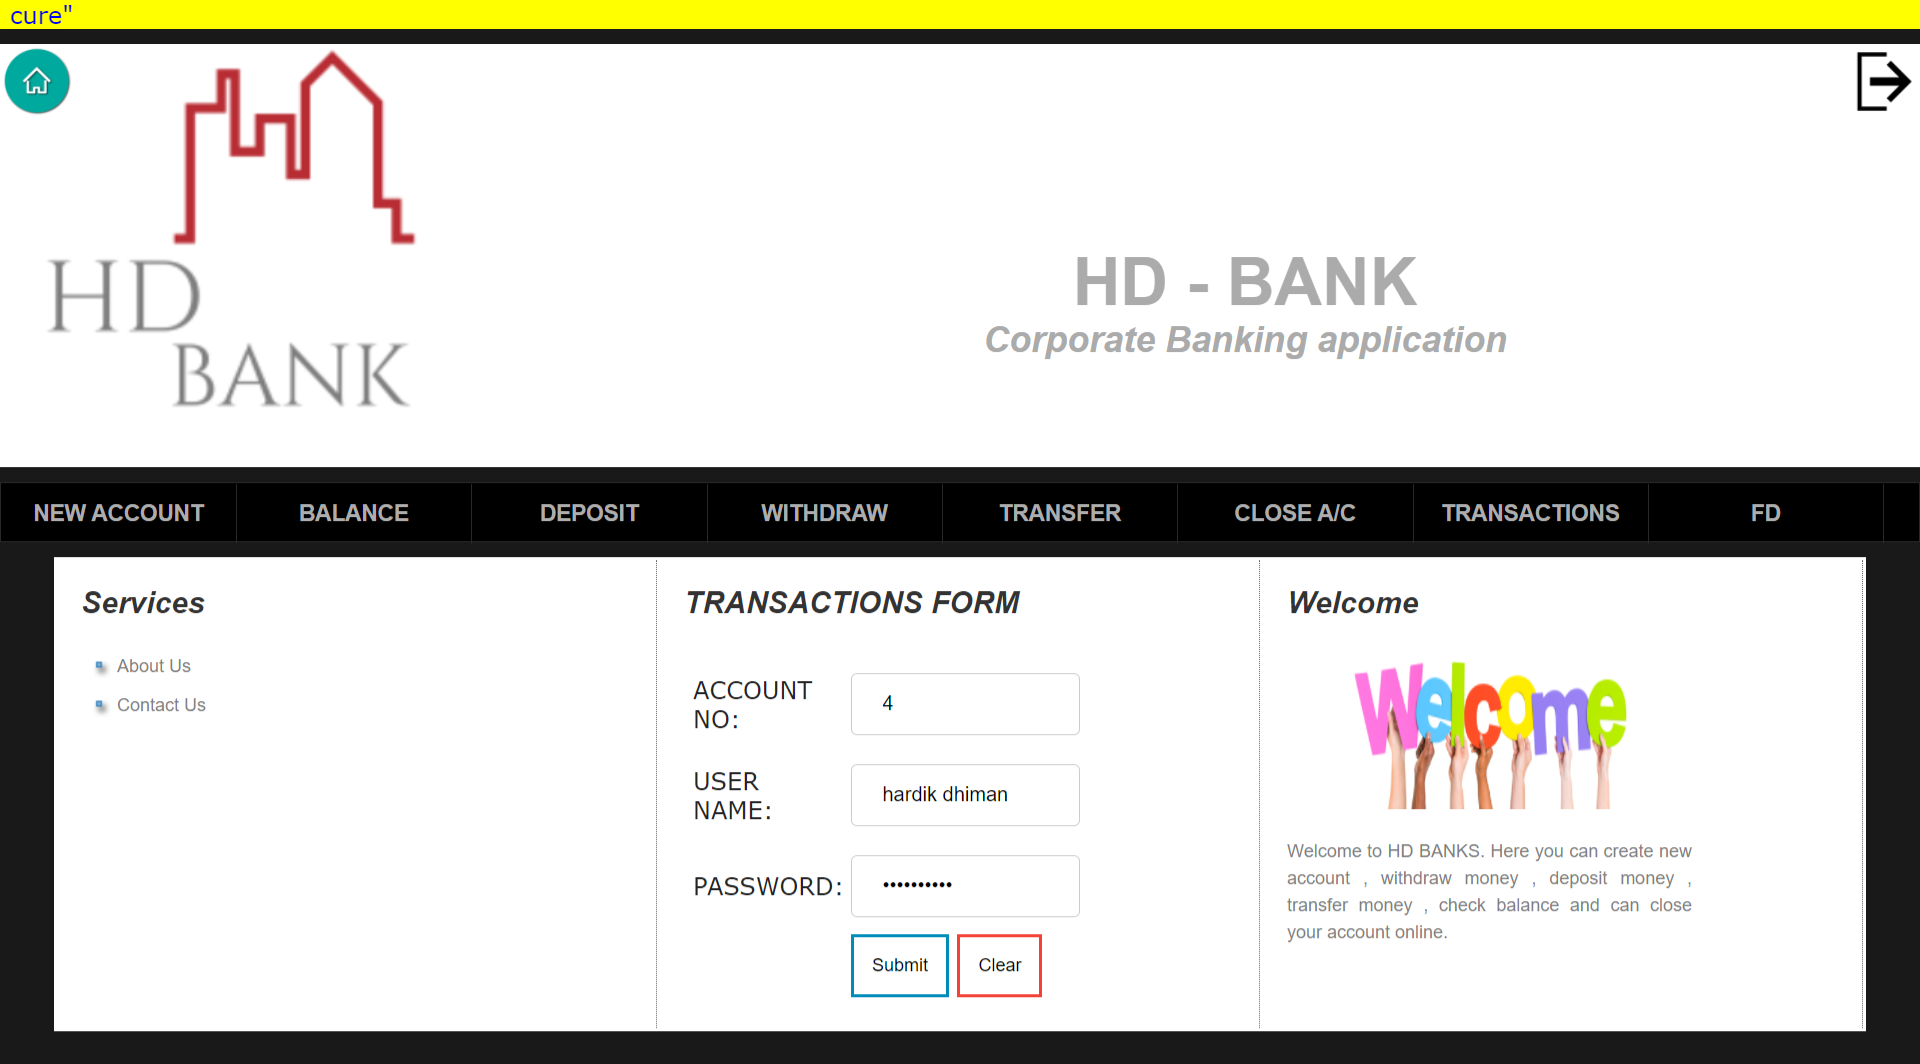 cure"
HD
BANK
HD - BANK
Corporate Banking application
NEW ACCOUNT BALANCE DEPOSIT WITHDRAW TRANSFER CLOSE A/C TRANSACTIONS FD
Services
About Us
Contact Us
TRANSACTIONS FORM
ACCOUNT
NO:
4
USER
NAME:
hardik dhiman
PASSWORD:
••••••••••
Submit Clear
Welcome
Welcome
Welcome to HD BANKS. Here you can create new
account , withdraw money , deposit money ,
transfer money , check balance and can close
your account online.